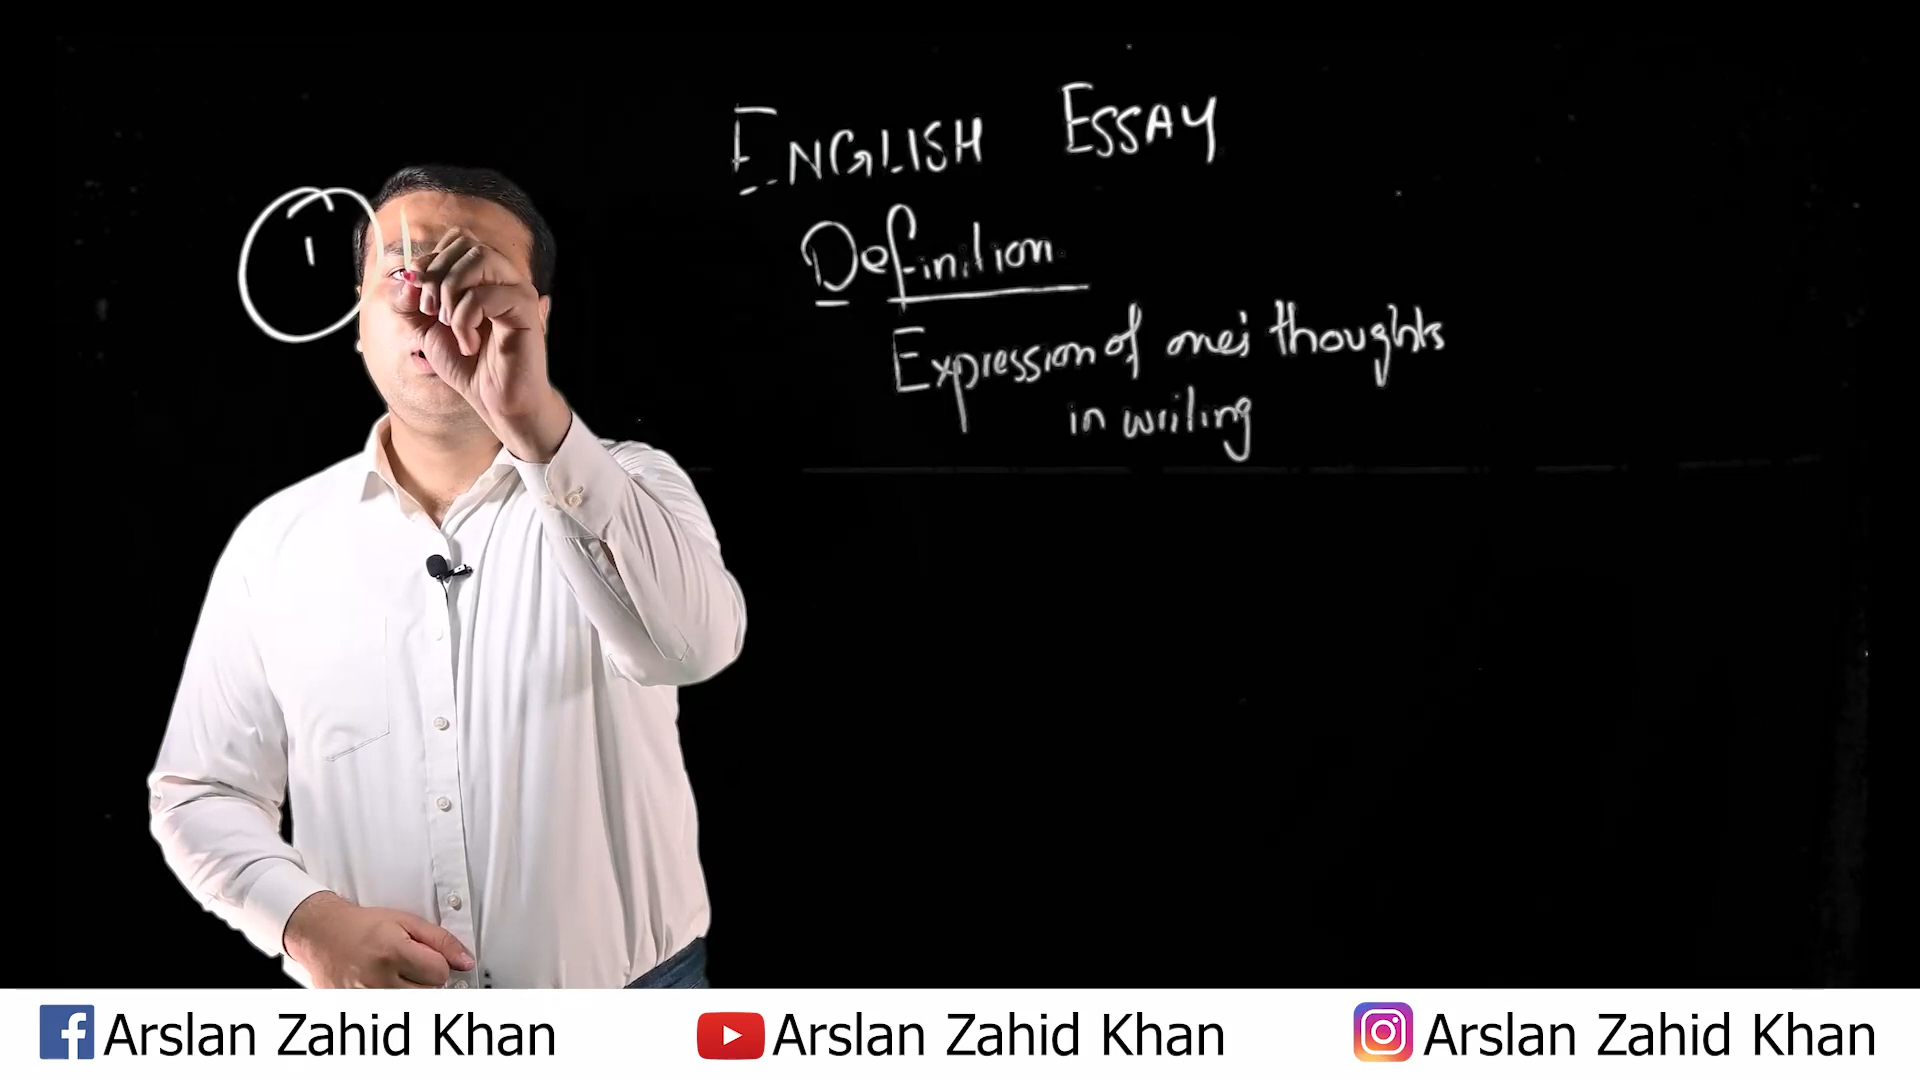 ENGLISH ESSAY
Definition
1
Expression of one's thoughts
in writing
Arslan Zahid Khan
Arslan Zahid Khan
Arslan Zahid Khan